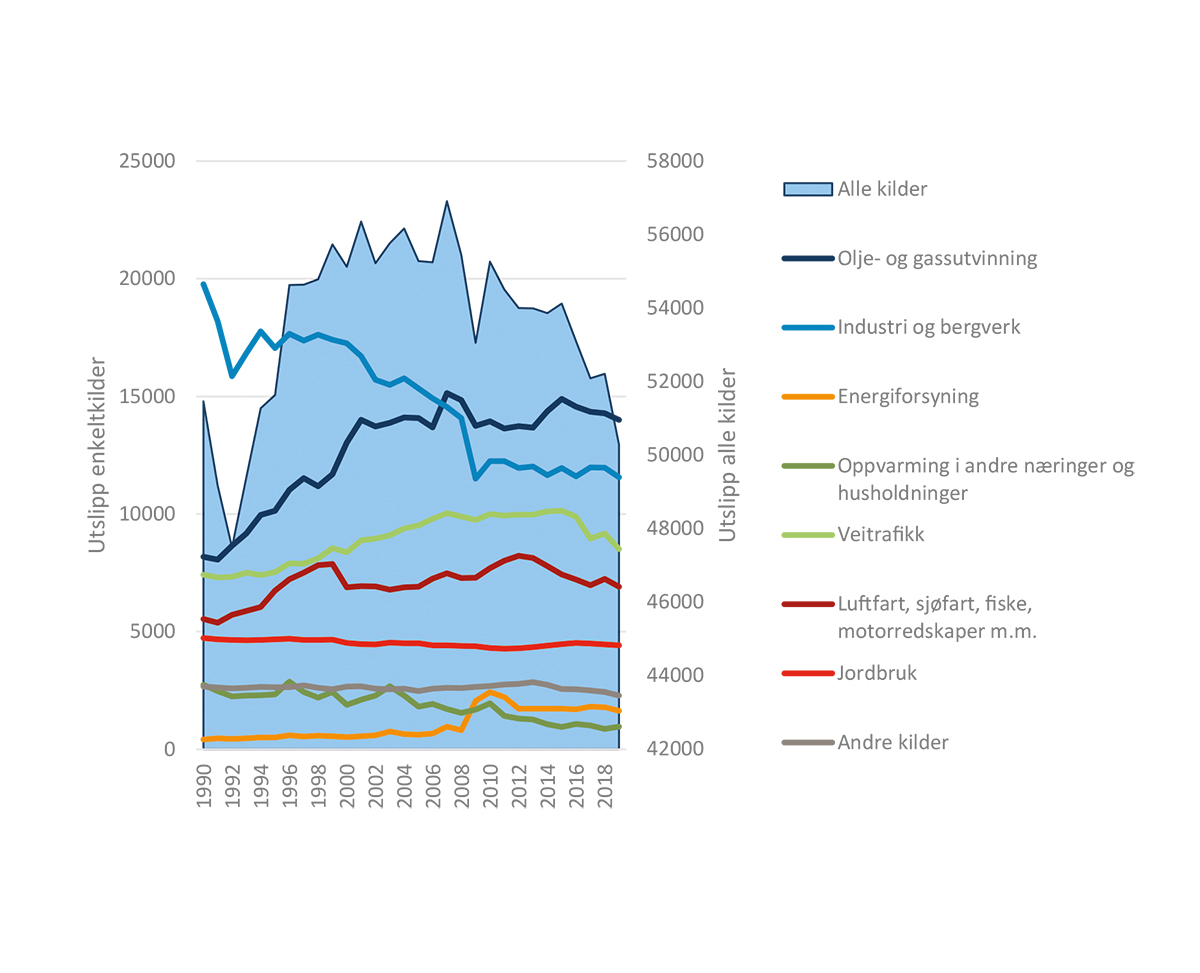 25000
20000
15000
10000
5000
0
Utslipp enkeltkilder
58000
56000
54000
52000
50000
48000
46000
44000
42000
Utslipp alle kilder
1990
1992
1994
1996
1998
2000
2002
2004
2006
2008
2010
2012
2014
2016
2018
Alle kilder
Olje- og gassutvinning
Industri og bergverk
Energiforsyning
Oppvarming i andre næringer og
husholdninger
Veitrafikk
Luftfart, sjøfart, fiske,
motorredskaper m.m.
Jordbruk
Andre kilder